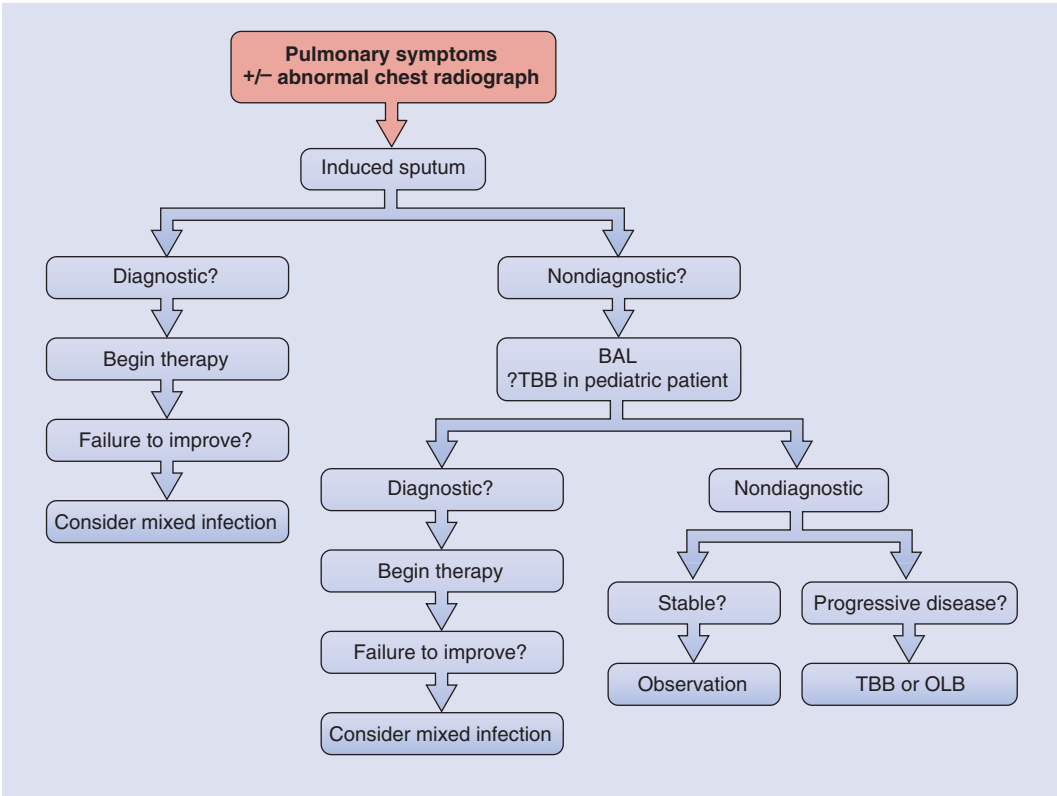 Pulmonary symptoms
+/– abnormal chest radiograph
Induced sputum
Diagnostic?
Nondiagnostic?
Begin therapy
BAL
?TBB in pediatric patient
Failure to improve?
Consider mixed infection
Diagnostic?
Nondiagnostic
Begin therapy
Stable?
Progressive disease?
Failure to improve?
Observation
TBB or OLB
Consider mixed infection